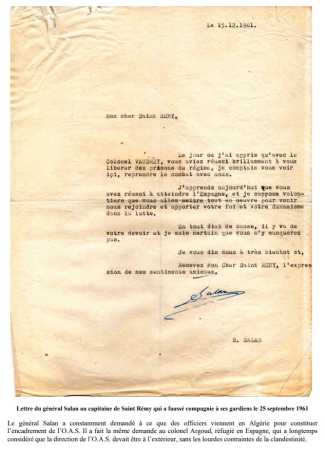 Le 15.12.1961.
Mon cher Saint REMY,
Le jour où j'ai appris qu'avec le
Colonel VAUDREY, vous aviez réussi brillamment à vous
libérer des prisons du régime, je comptais vous voir
ici, reprendre le combat avec nous.
J'apprends aujourd'hui que vous
avez réussi à atteindre l'Espagne, et je suppose volon-
tiers que vous allez mettre tout en oeuvre pour venir
nous rejoindre et apporter votre foi et votre dynamisme
dans la lutte.
En tout état de cause, il y va de
votre devoir et je suis certain que vous n'y manquerez
pas.
Je vous dis donc à très bientôt et,
Recevez mon Cher Saint REMY, l'expres
sion de mes sentiments amicaux.
Salan
R. SALAN
Lettre du général Salan au capitaine de Saint Rémy qui a faussé compagnie à ses gardiens le 25 septembre 1961
Le général Salan a constamment demandé à ce que des officiers viennent en Algérie pour constituer
l'encadrement de l'O.A.S. Il a fait la même demande au colonel Argoud, réfugié en Espagne, qui a longtemps
considéré que la direction de l'O.A.S. devait être à l'extérieur, sans les lourdes contraintes de la clandestinité.